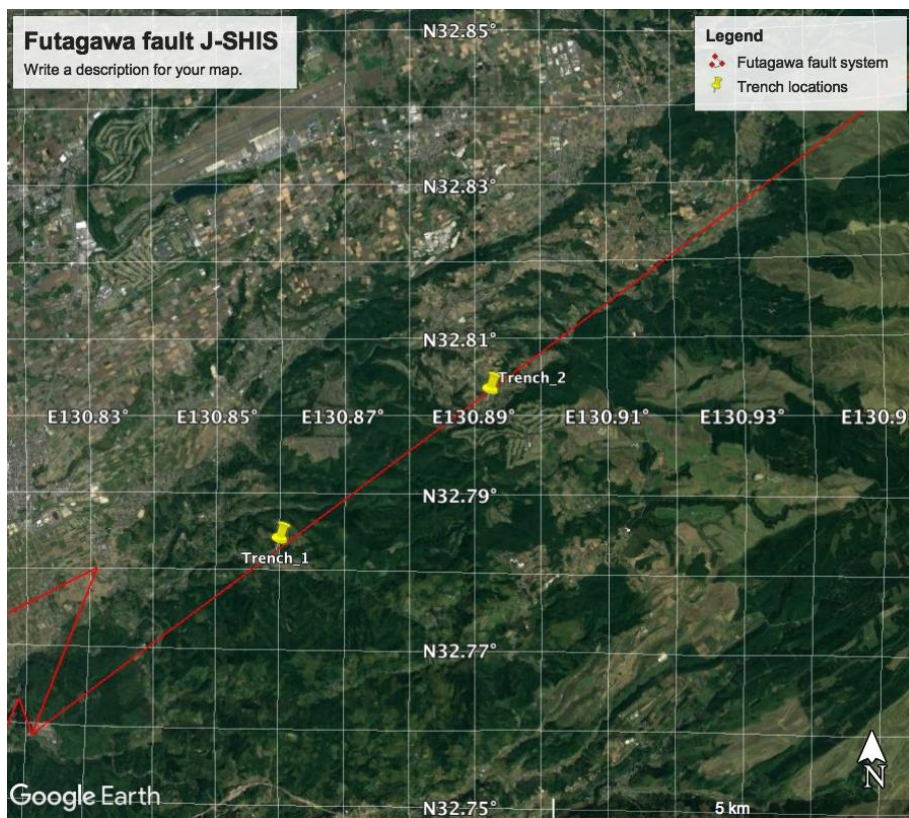 Futagawa fault J-SHIS
Write a description for your map.
Legend
Futagawa fault system
Trench locations
N32.85°
N32.83°
N32.81°
Trench_2
E130.83°
E130.85°
E130.87°
E130.89°
E130.91°
E130.93°
E130.9
N32.79°
Trench_1
N32.77°
N
Google Earth
N32.75°
5 km